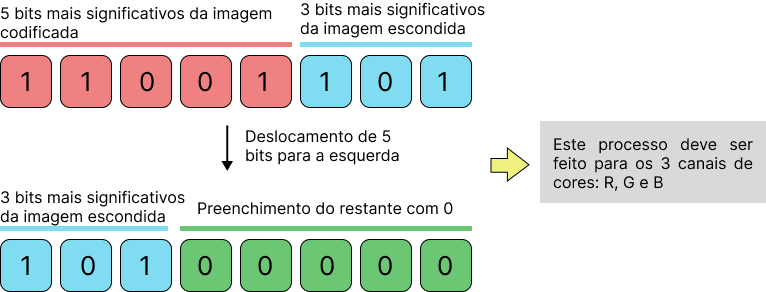 5 bits mais significativos da imagem
codificada
3 bits mais significativos
da imagem escondida
1 1 0 0 1 1 0 1
Deslocamento de 5
bits para a esquerda
Este processo deve ser
feito para os 3 canais de
cores: R, G e B
3 bits mais significativos
da imagem escondida
Preenchimento do restante com 0
1 0 1 0 0 0 0 0